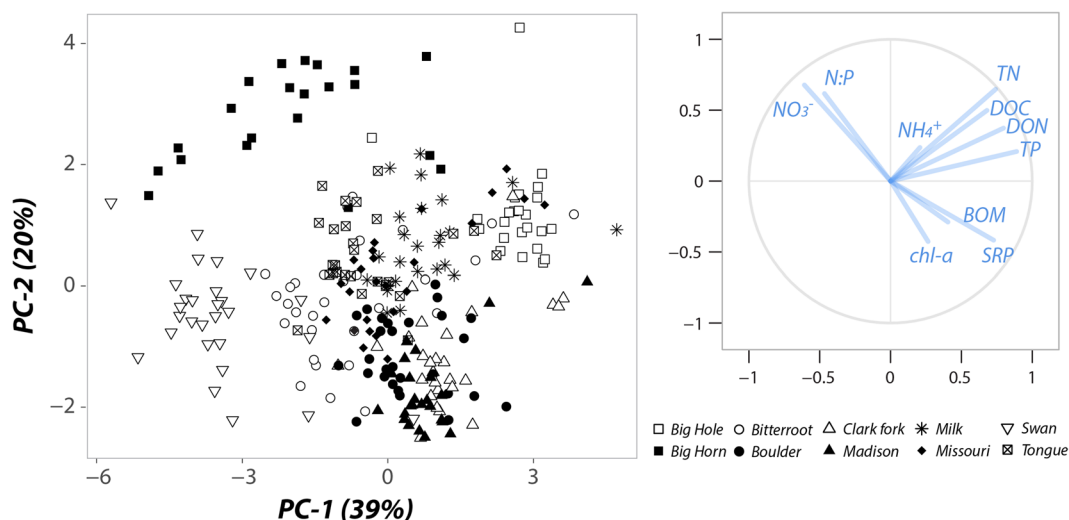 4
2
0
−2
PC-2 (20%)
−6
−3
0
3
PC-1 (39%)
1
0.5
0
−0.5
−1
−1
−0.5
0
0.5
1
N:P
NO3-
NH4+
TN
DOC
DON
TP
BOM
chl-a
SRP
Big Hole Bitterroot Clark fork Milk Swan
Big Horn Boulder Madison Missouri Tongue